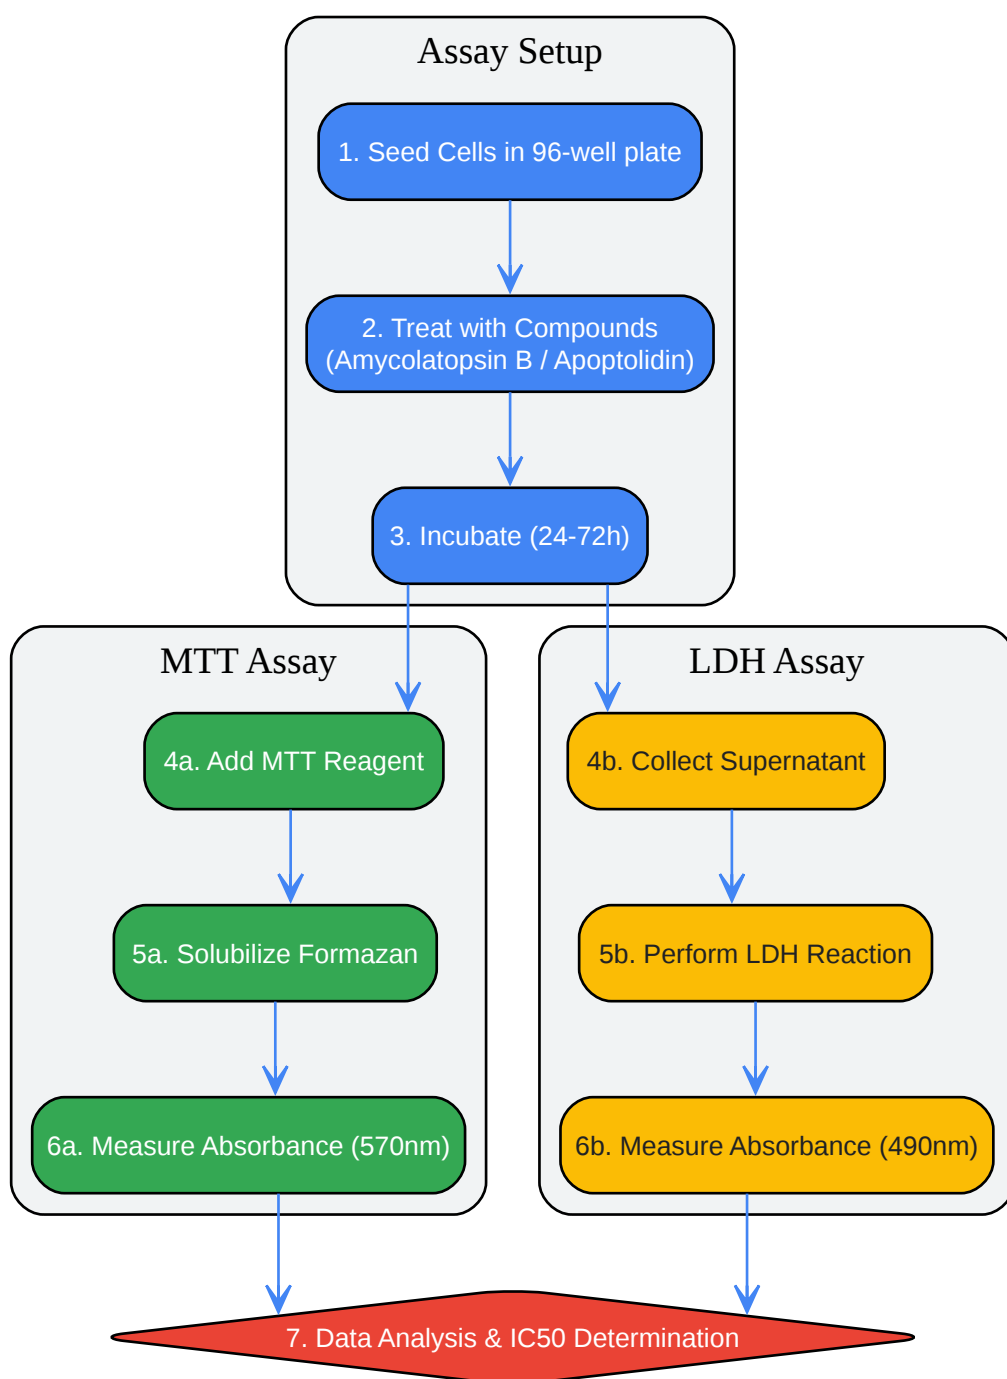 Assay Setup
1. Seed Cells in 96-well plate
2. Treat with Compounds
(Amycolatopsin B / Apoptolidin)
3. Incubate (24-72h)
MTT Assay
4a. Add MTT Reagent
5a. Solubilize Formazan
6a. Measure Absorbance (570nm)
LDH Assay
4b. Collect Supernatant
5b. Perform LDH Reaction
6b. Measure Absorbance (490nm)
7. Data Analysis & IC50 Determination